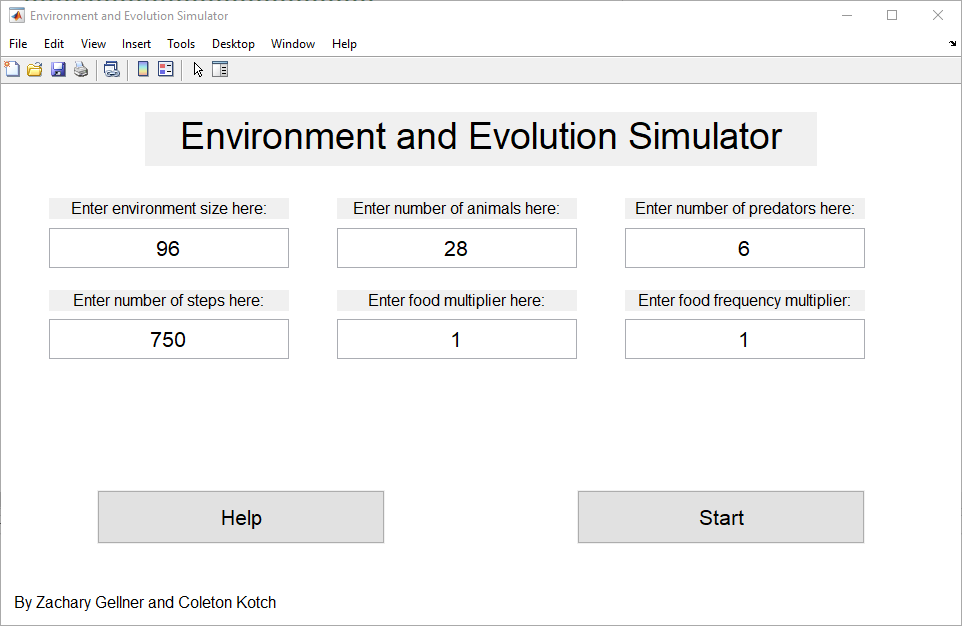 Environment and Evolution Simulator
File Edit View Insert Tools Desktop Window Help
Environment and Evolution Simulator
Enter environment size here: Enter number of animals here: Enter number of predators here:
96 28 6
Enter number of steps here: Enter food multiplier here: Enter food frequency multiplier:
750 1 1
Help Start
By Zachary Gellner and Coleton Kotch